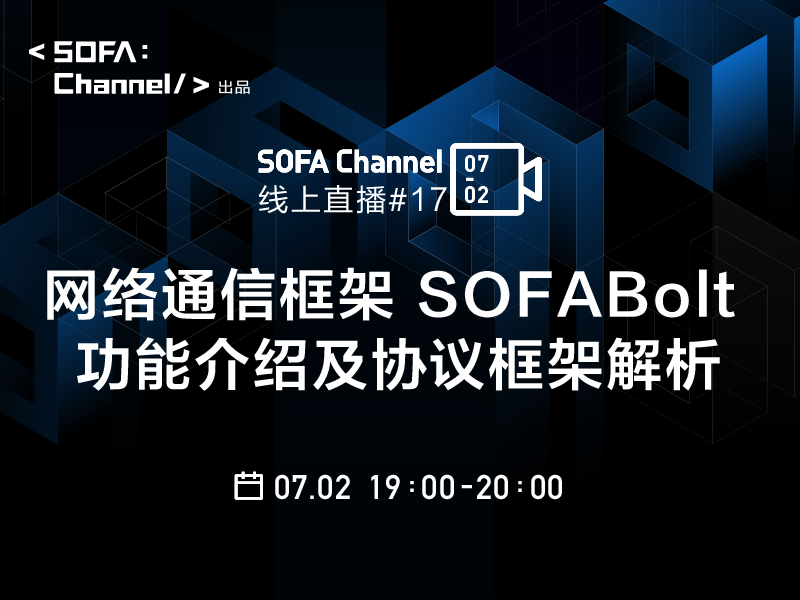 <SOFA:
Channel/> 出品
SOFA Channel
线上直播#17
07
-
02
网络通信框架 SOFABolt
功能介绍及协议框架解析
07.02 19:00-20:00